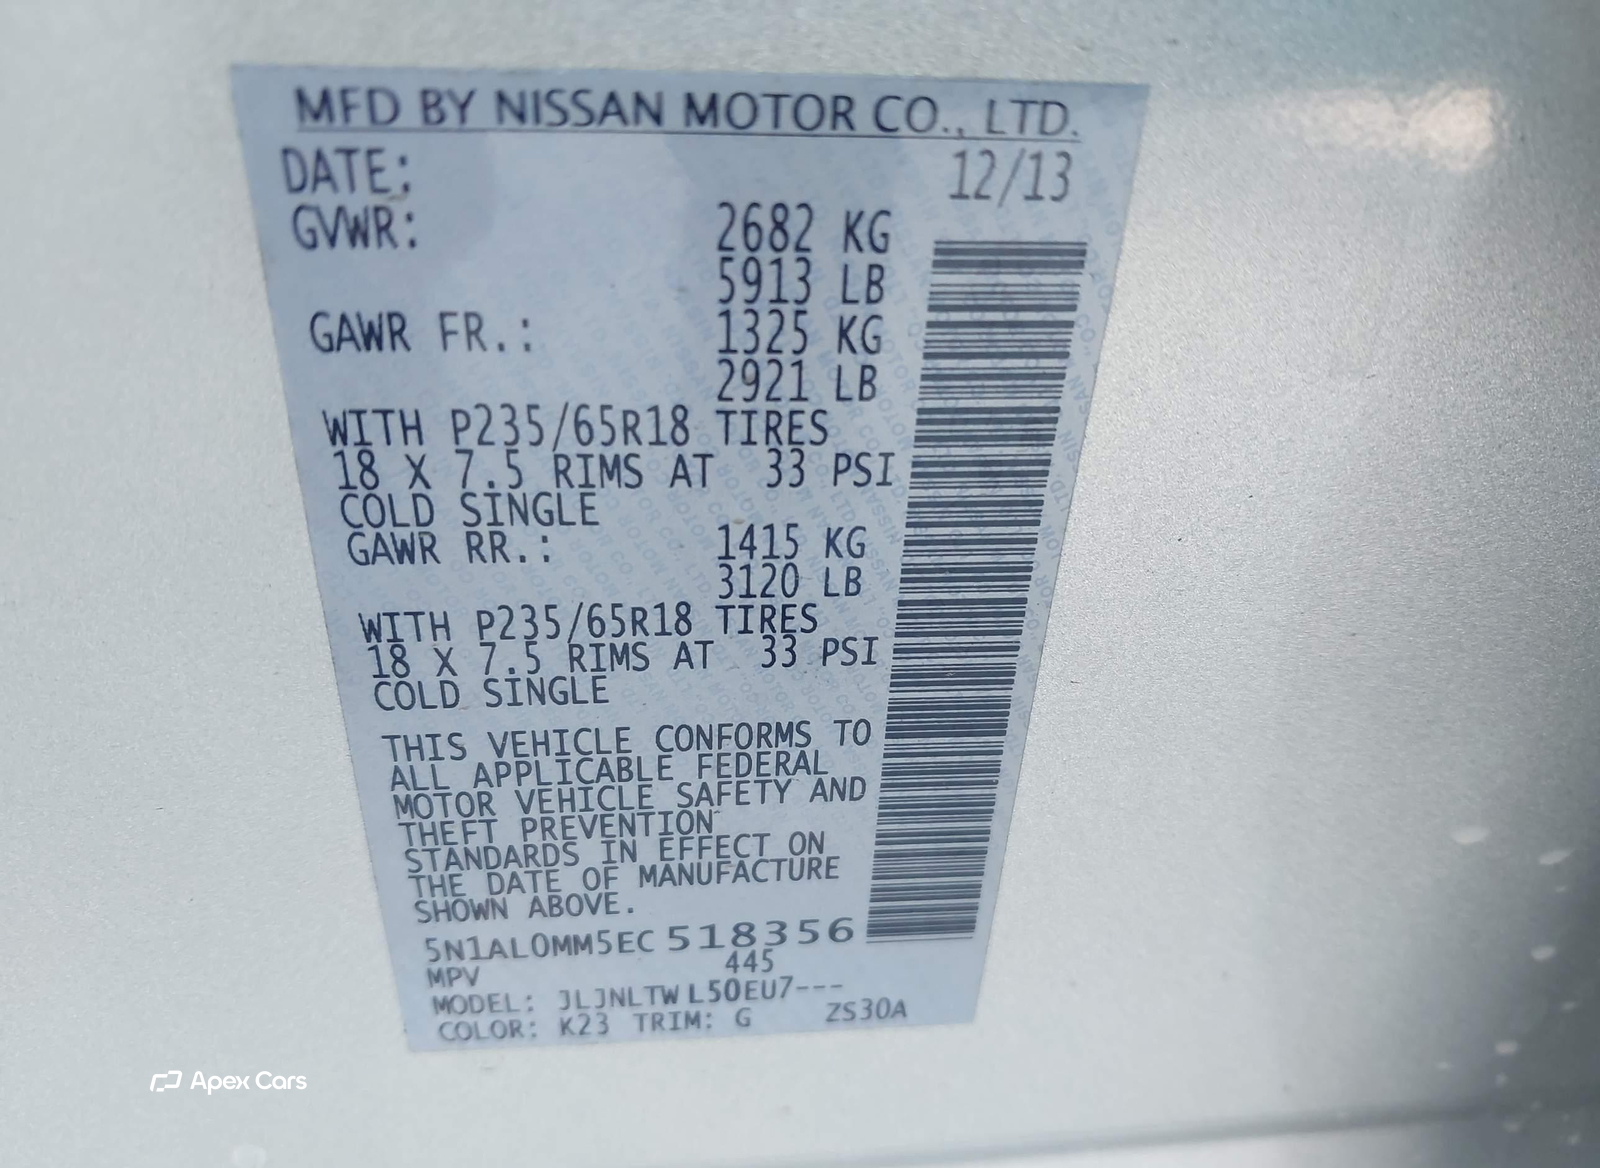 MFD BY NISSAN MOTOR CO., LTD.
DATE: 12/13
GVWR: 2682 KG
5913 LB
GAWR FR.: 1325 KG
2921 LB
WITH P235/65R18 TIRES
18 X 7.5 RIMS AT 33 PSI
COLD SINGLE
GAWR RR.: 1415 KG
3120 LB
WITH P235/65R18 TIRES
18 X 7.5 RIMS AT 33 PSI
COLD SINGLE
THIS VEHICLE CONFORMS TO
ALL APPLICABLE FEDERAL
MOTOR VEHICLE SAFETY AND
THEFT PREVENTION
STANDARDS IN EFFECT ON
THE DATE OF MANUFACTURE
SHOWN ABOVE.
5N1AL0MM5EC 518356
MPV 445
MODEL: JLJNLTW L50EU7---
COLOR: K23 TRIM: G ZS30A
Apex Cars